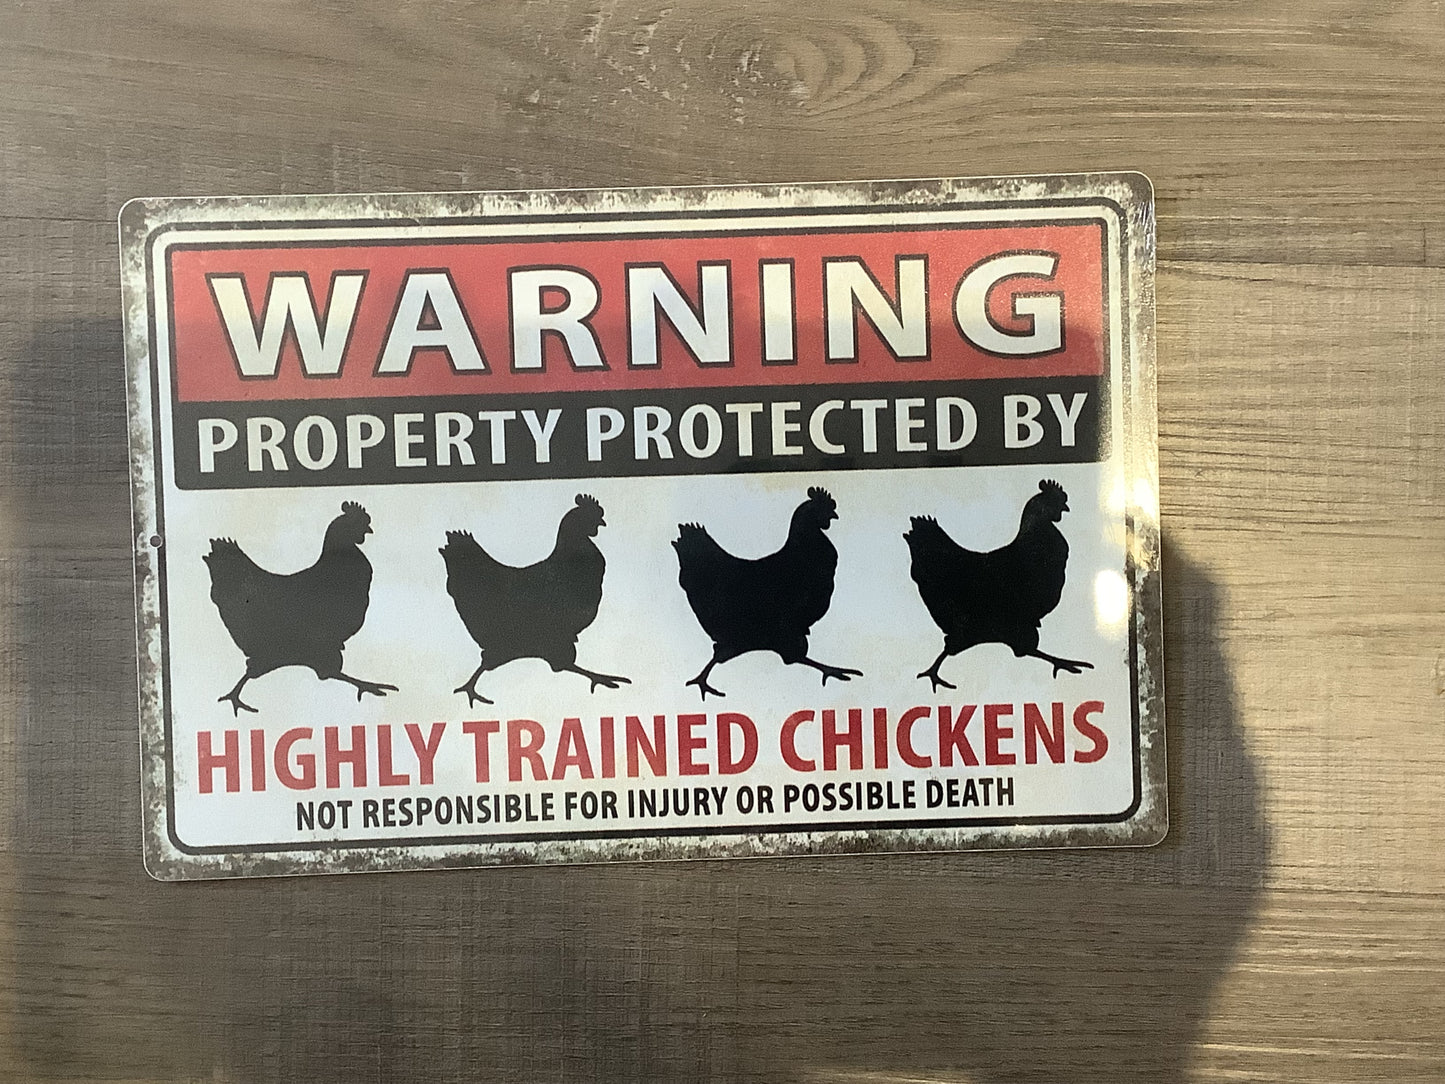 WARNING
PROPERTY PROTECTED BY
HIGHLY TRAINED CHICKENS
NOT RESPONSIBLE FOR INJURY OR POSSIBLE DEATH